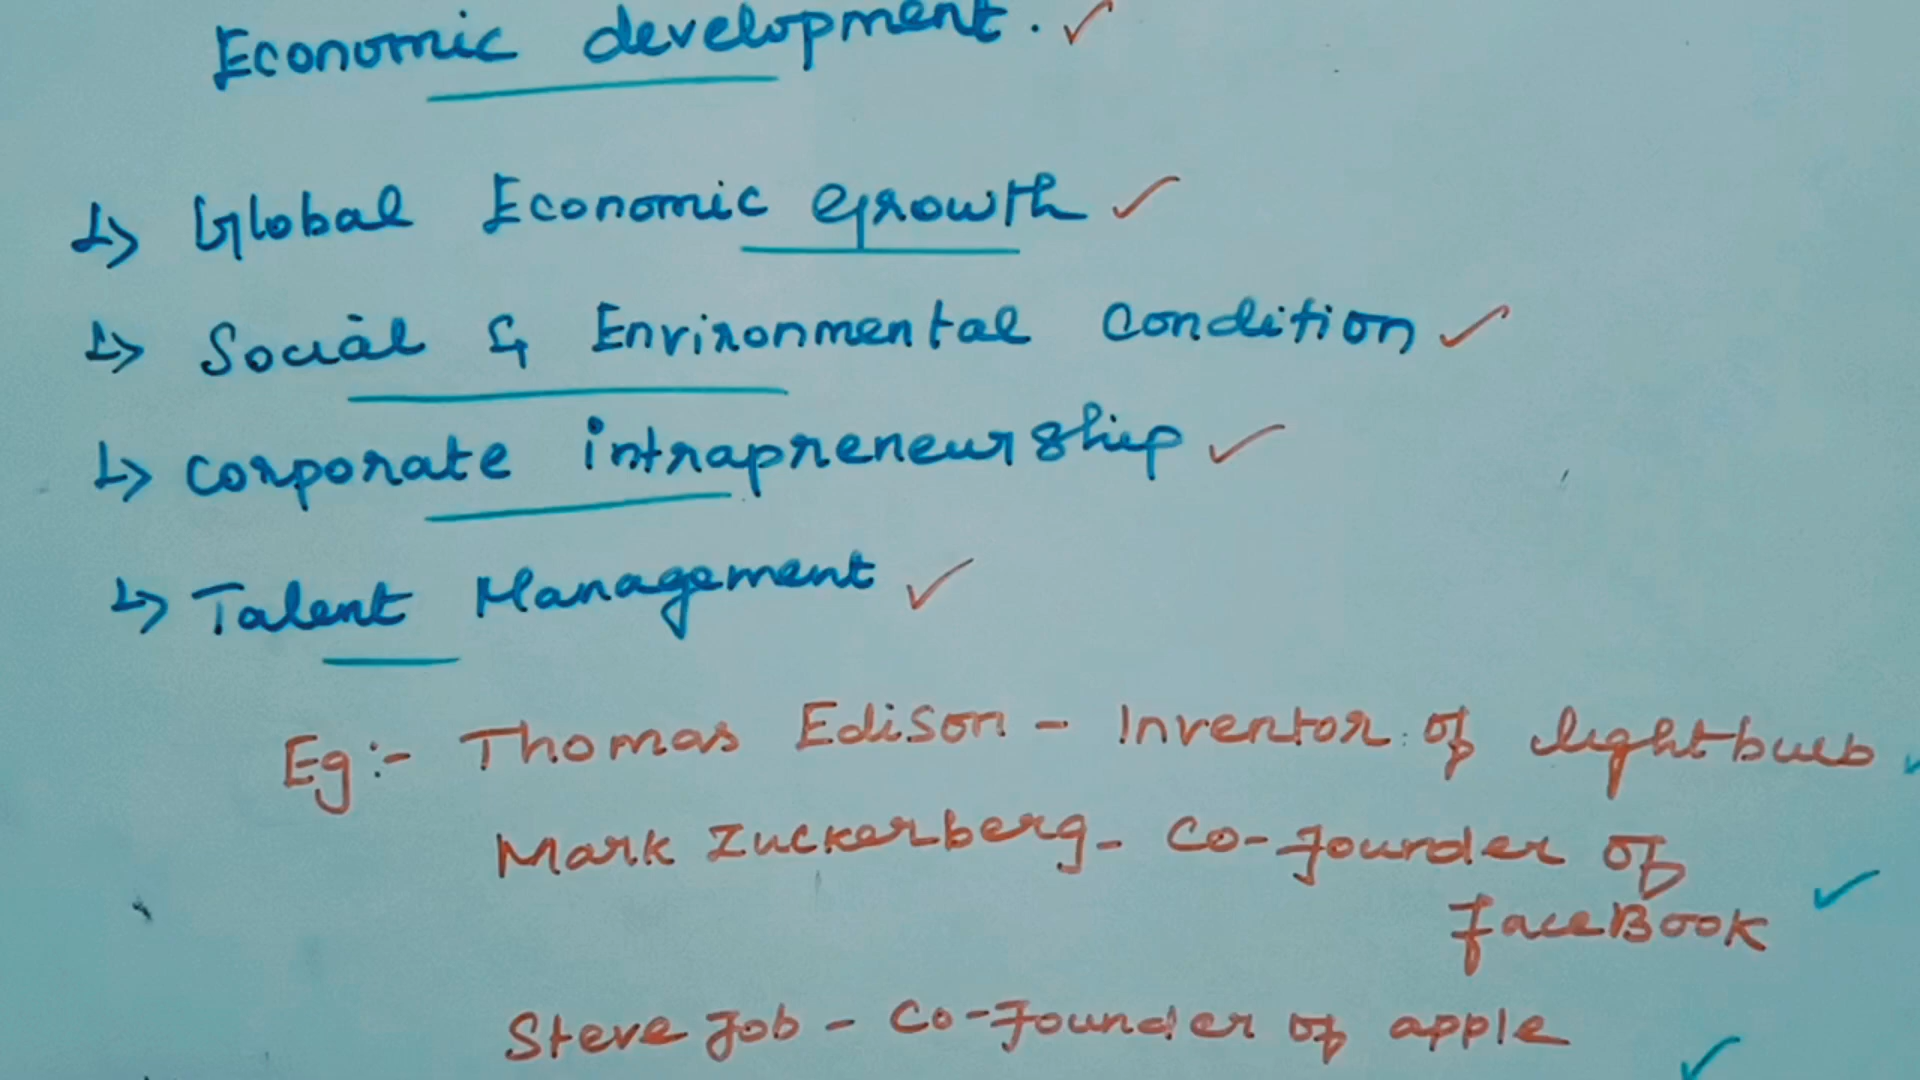 Economic development.
↳ Global Economic growth
↳ Social & Environmental condition
↳ corporate intrapreneurship
↳ Talent Management
Eg:- Thomas Edison - Inventor of lightbulb
Mark Zuckerberg - Co-founder of
FaceBook
Steve Job - Co-Founder of apple